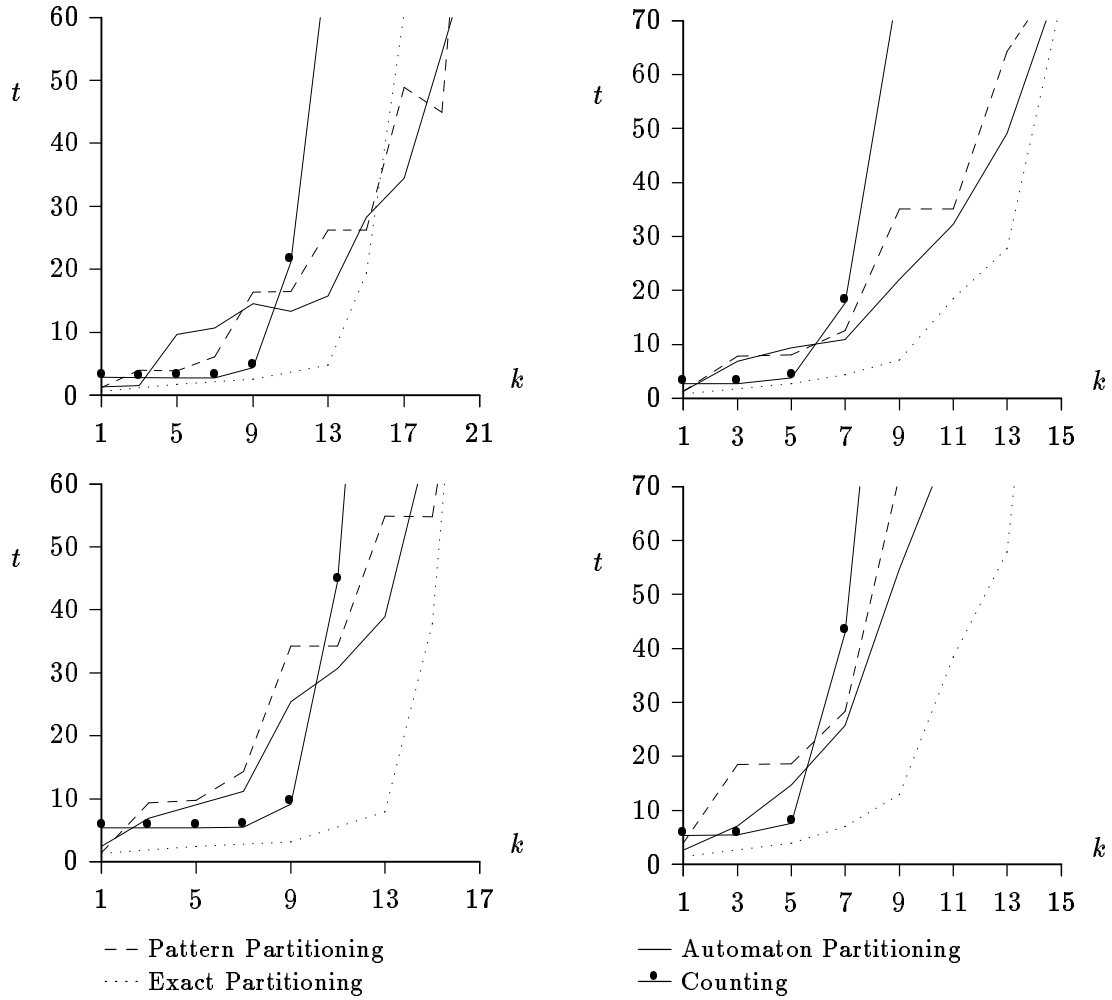 60
50
t
40
30
20
10
k
0
1 5 9 13 17 21
70
60
t
50
40
30
20
10
k
0
1 3 5 7 9 11 13 15
60
50
t
40
30
20
10
k
0
1 5 9 13 17
70
60
t
50
40
30
20
10
k
0
1 3 5 7 9 11 13 15
Pattern Partitioning
Exact Partitioning
Automaton Partitioning
Counting